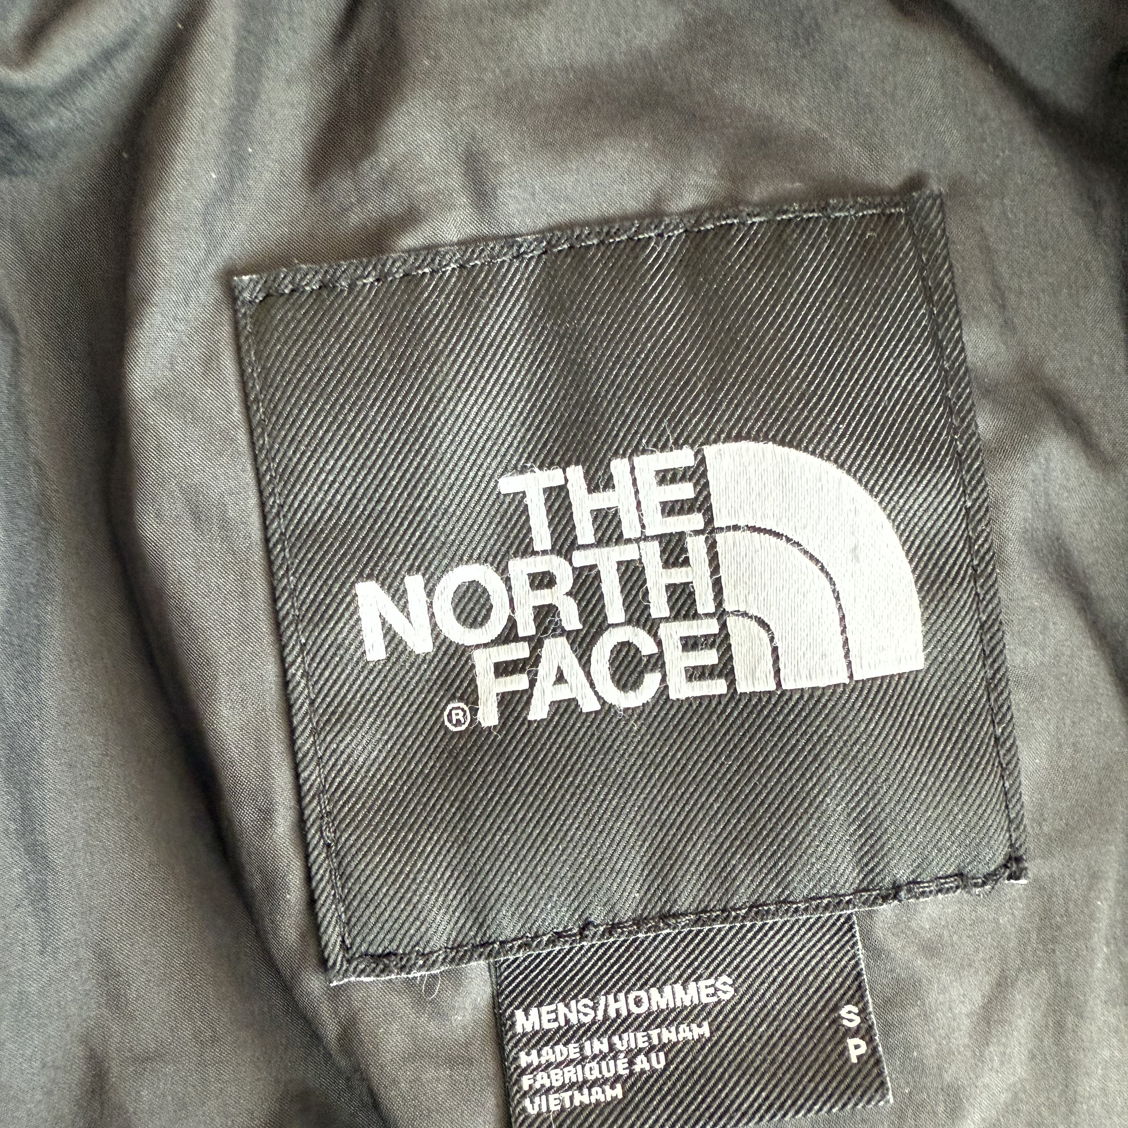 THE
NORTH
FACE
®
MENS/HOMMES S
MADE IN VIETNAM P
FABRIQUÉ AU
VIETNAM